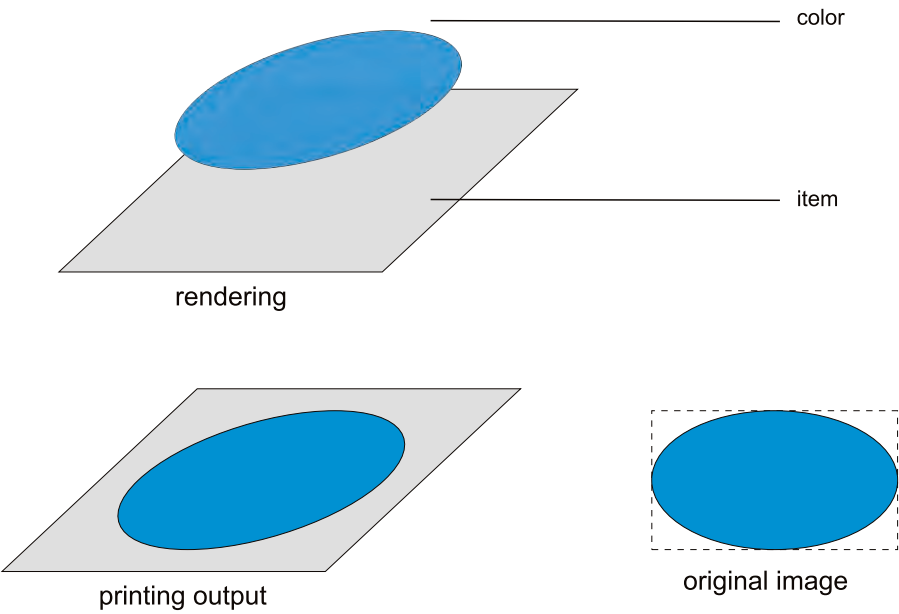 color
item
rendering
printing output
original image